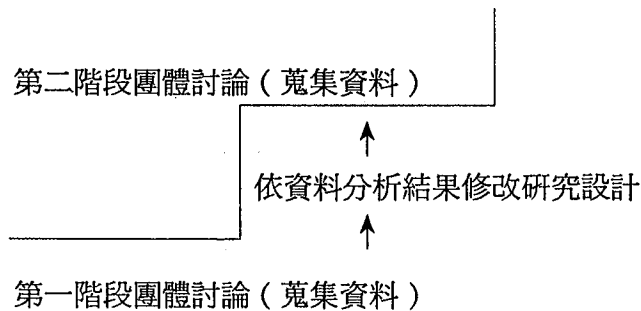 第二階段團體討論(蒐集資料)
依資料分析結果修改研究設計
第一階段團體討論(蒐集資料)